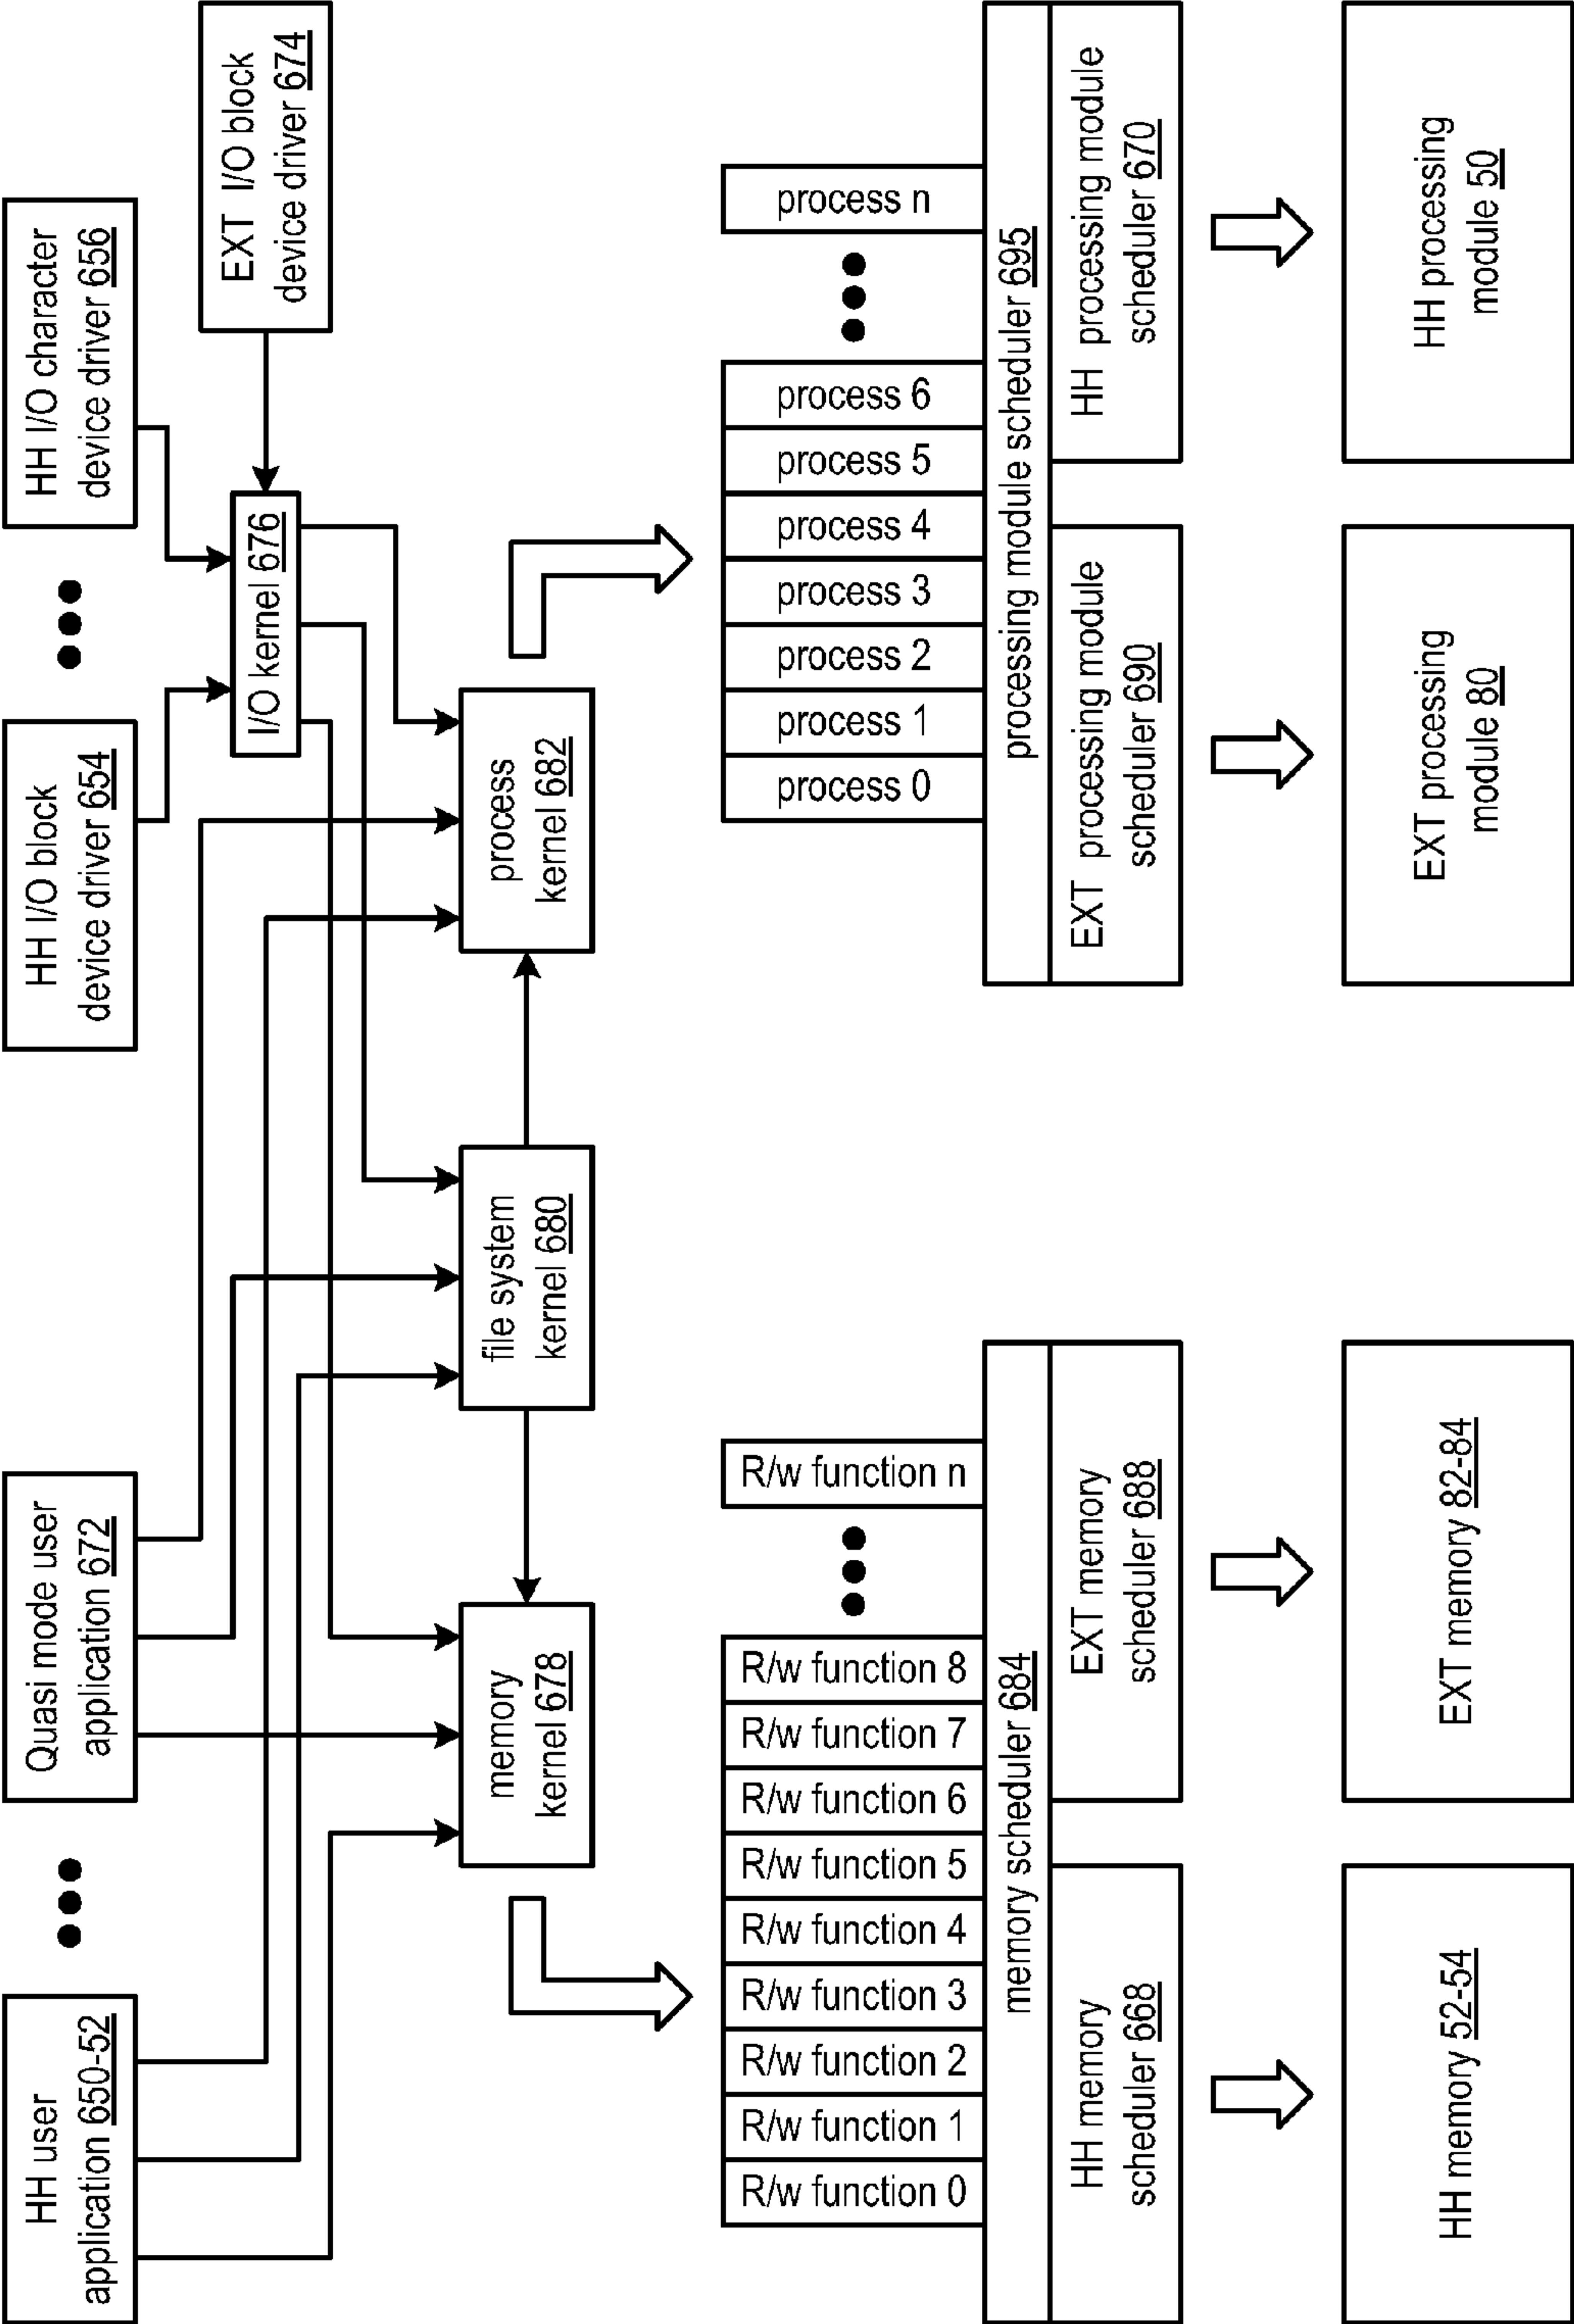 HH user
application 650-52
Quasi mode user
application 672
HH I/O block
device driver 654
HH I/O character
device driver 656
EXT I/O block
device driver 674
I/O kernel 676
memory
kernel 678
file system
kernel 680
process
kernel 682
R/w function 0
R/w function 1
R/w function 2
R/w function 3
R/w function 4
R/w function 5
R/w function 6
R/w function 7
R/w function 8
R/w function n
memory scheduler 684
HH memory
scheduler 668
EXT memory
scheduler 688
HH memory 52-54
EXT memory 82-84
process 0
process 1
process 2
process 3
process 4
process 5
process 6
process n
processing module scheduler 695
EXT processing module
scheduler 690
HH processing module
scheduler 670
EXT processing
module 80
HH processing
module 50